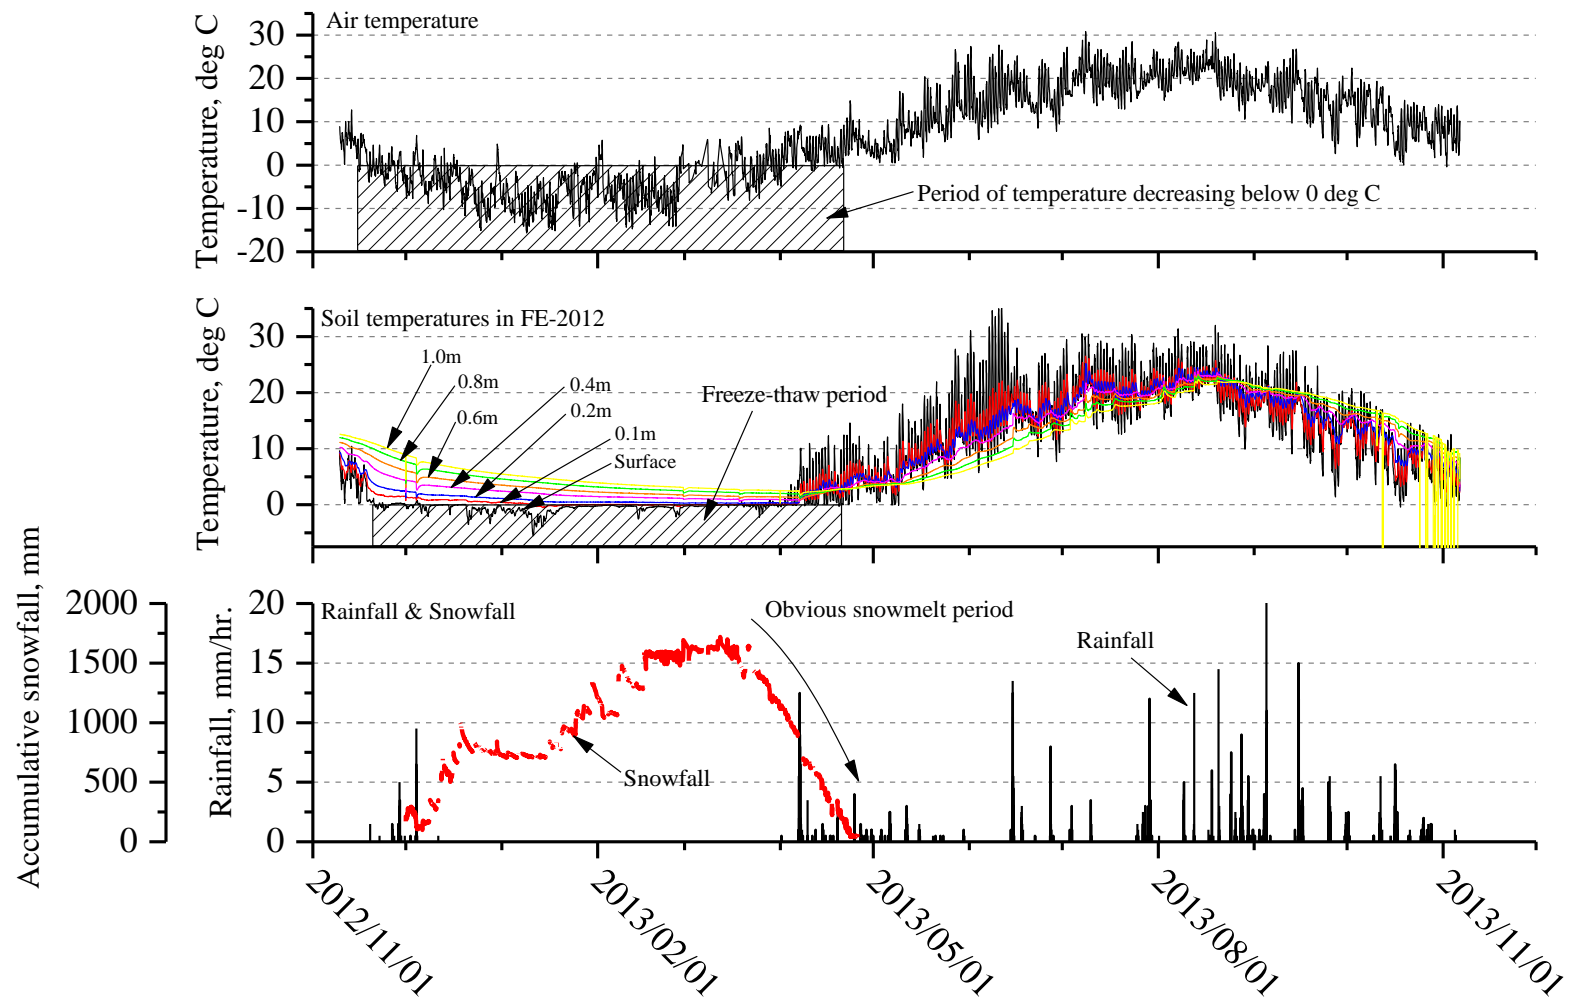 Air temperature
Temperature, deg C
30
20
10
0
-10
-20
Period of temperature decreasing below 0 deg C
Soil temperatures in FE-2012
Temperature, deg C
30
20
10
0
1.0m
0.8m
0.6m
0.4m
0.2m
0.1m
Surface
Freeze-thaw period
Accumulative snowfall, mm
2000
1500
1000
500
0
Rainfall, mm/hr.
20
15
10
5
0
Rainfall & Snowfall
Obvious snowmelt period
Rainfall
Snowfall
2012/11/01
2013/02/01
2013/05/01
2013/08/01
2013/11/01